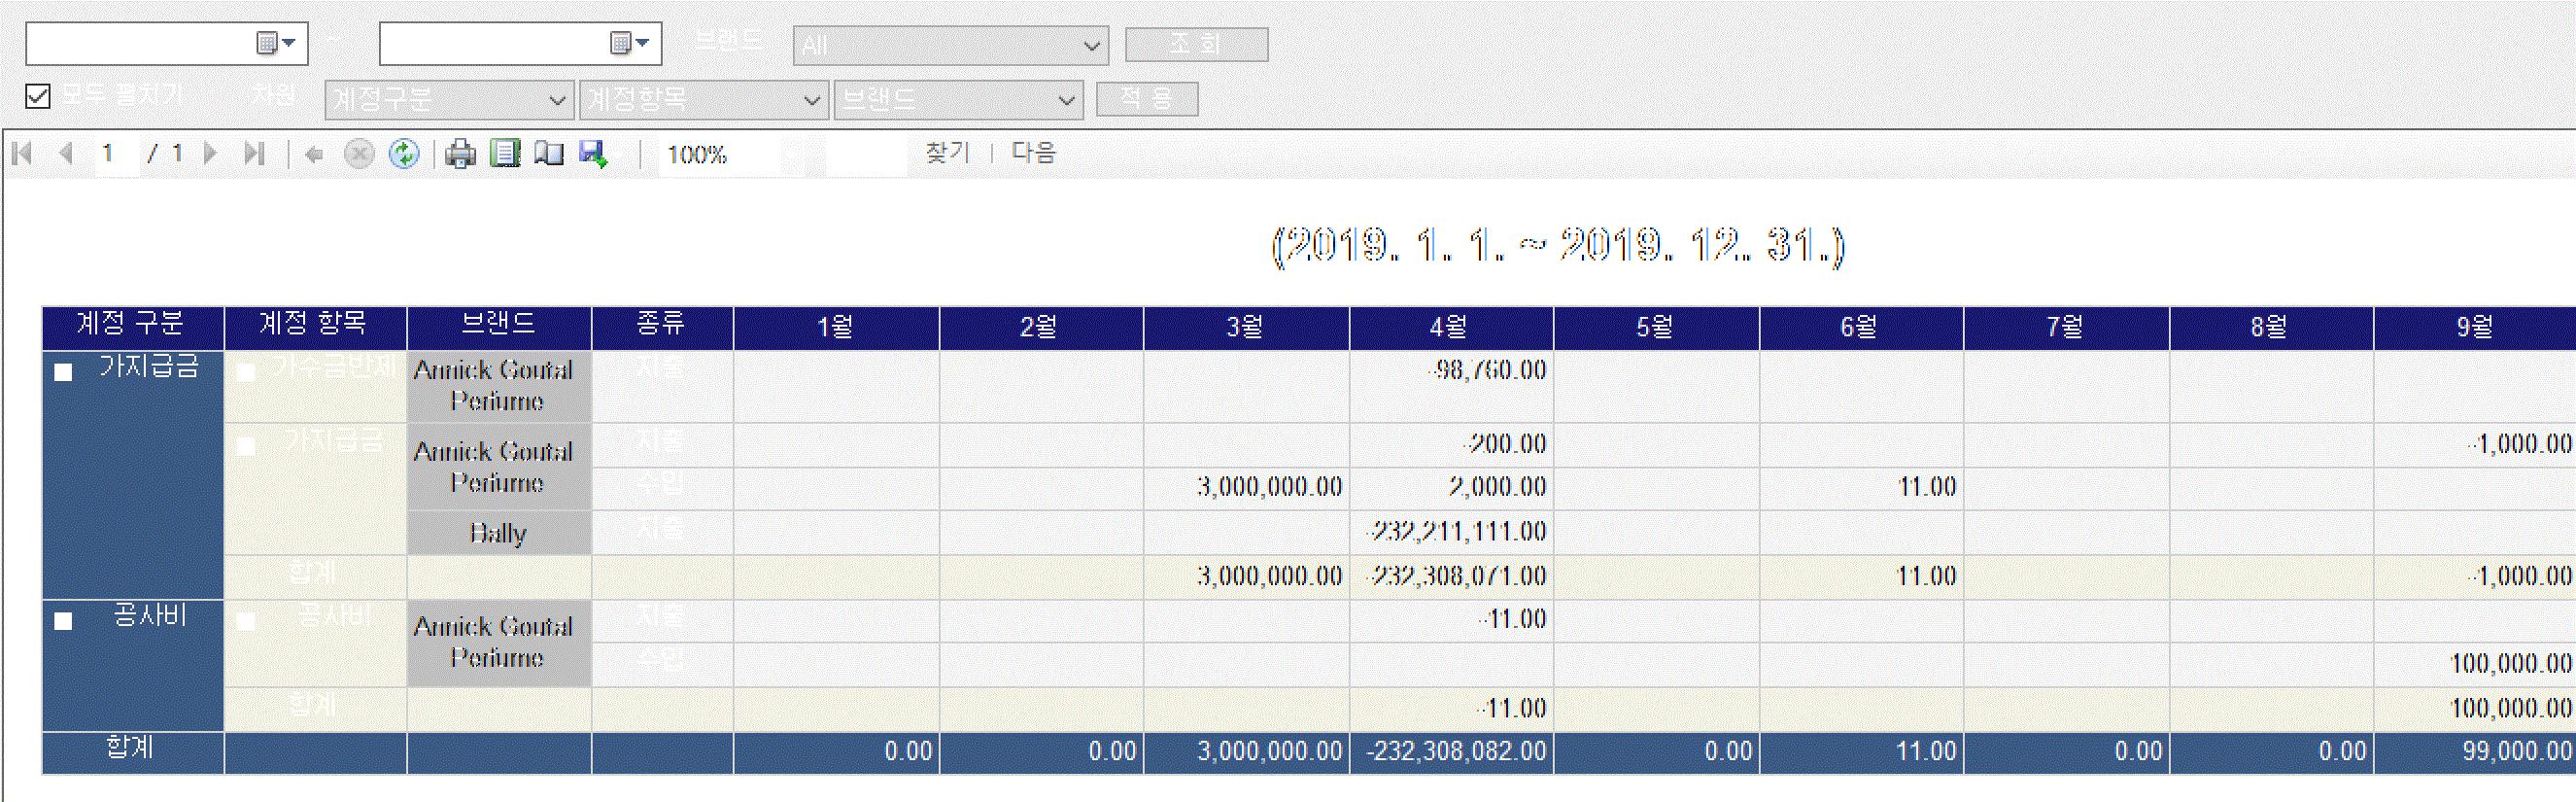 ~ 브랜드 All 조 회
모두 펼치기 차원 계정구분 계정항목 브랜드 적 용
1 / 1 100% 찾기 | 다음
(2019. 1. 1. ~ 2019. 12. 31.)
계정 구분 계정 항목 브랜드 종류 1월 2월 3월 4월 5월 6월 7월 8월 9월
가지급금 가수금반제 Annick Goutal Perfume 지출 -98,760.00
가지급금 Annick Goutal Perfume 지출 -200.00 -1,000.00
수입 3,000,000.00 2,000.00 11.00
Bally 지출 -232,211,111.00
합계 3,000,000.00 -232,308,071.00 11.00 -1,000.00
공사비 공사비 Annick Goutal Perfume 지출 -11.00
수입 100,000.00
합계 -11.00 100,000.00
합계 0.00 0.00 3,000,000.00 -232,308,082.00 0.00 11.00 0.00 0.00 99,000.00